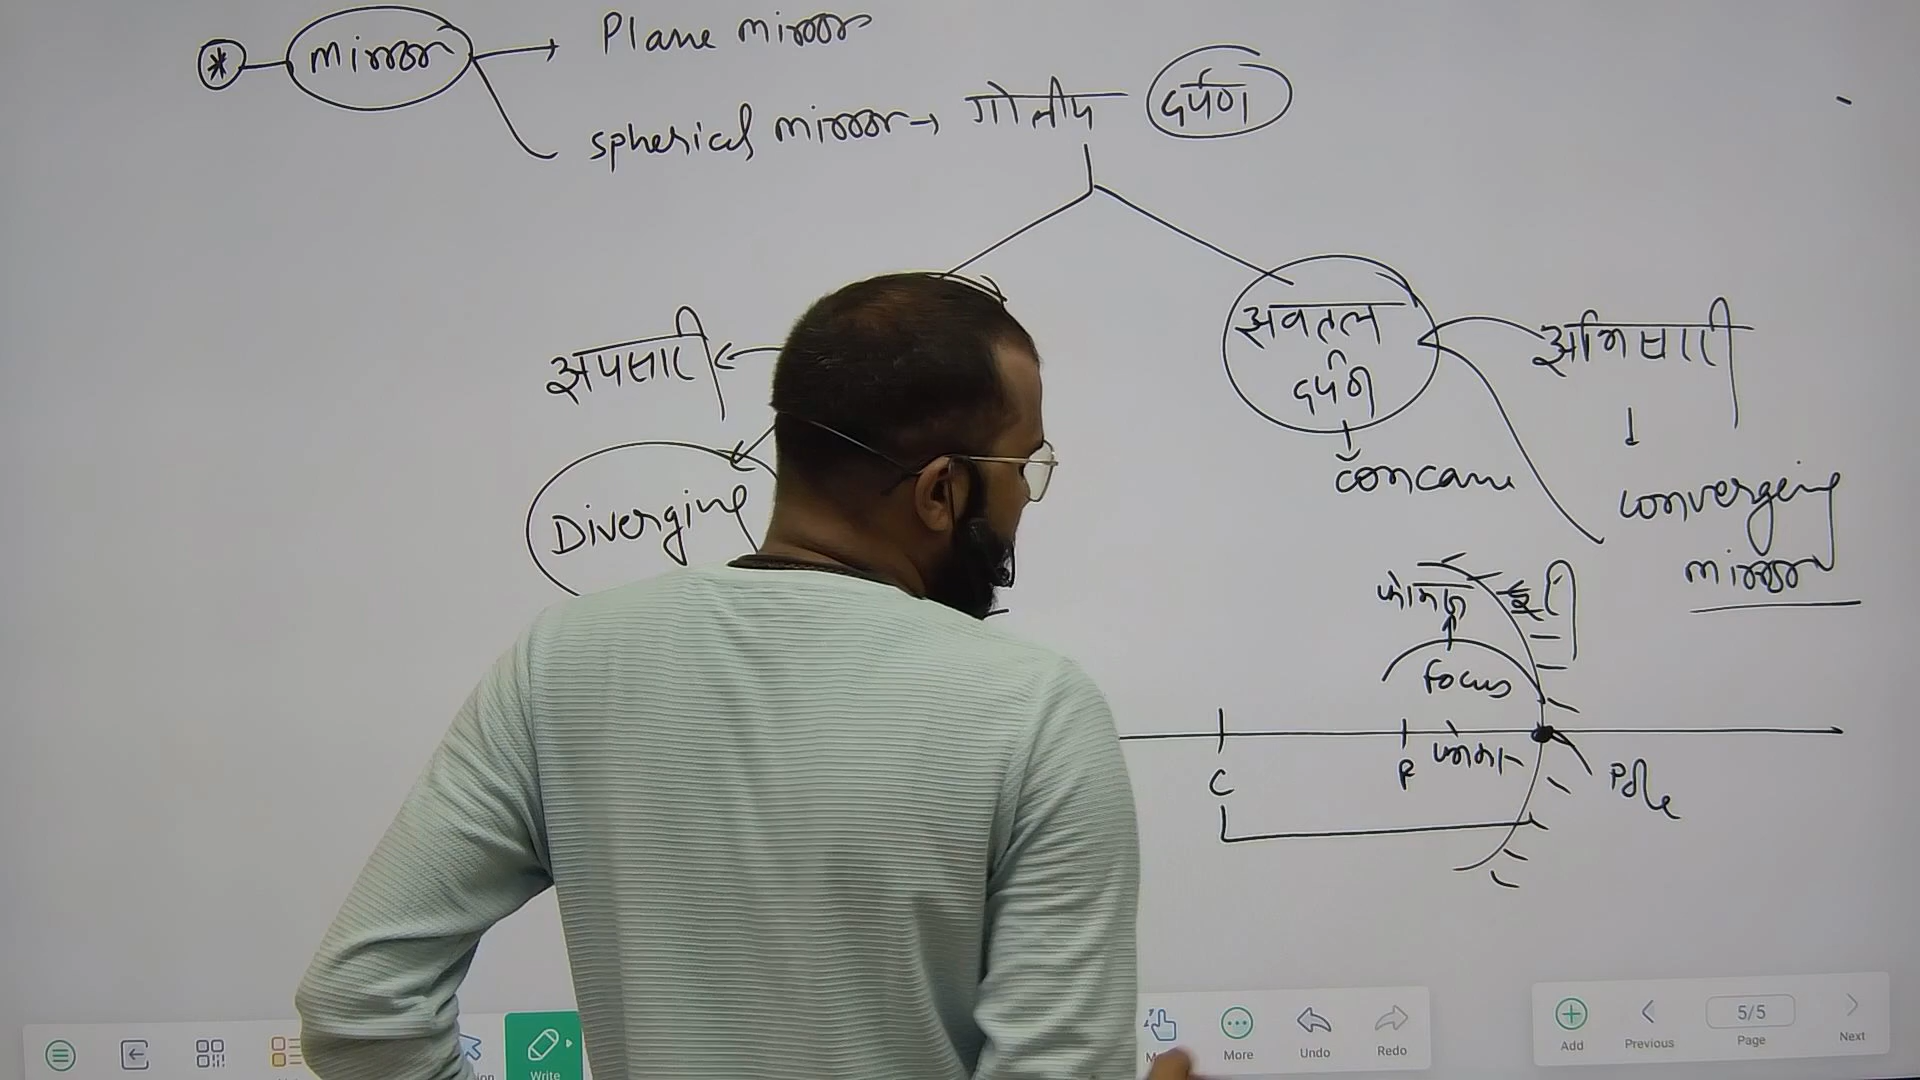 * mirror → Plane mirror
spherical mirror → गोलीय दर्पण
अवतल
दर्पण
concave
अभिसारी
converging
mirror
अपसारी
Diverging
फोकस दूरी
focus
C
F
फोकस
Pole
Write
More
Undo
Redo
Add
Previous
5/5
Page
Next